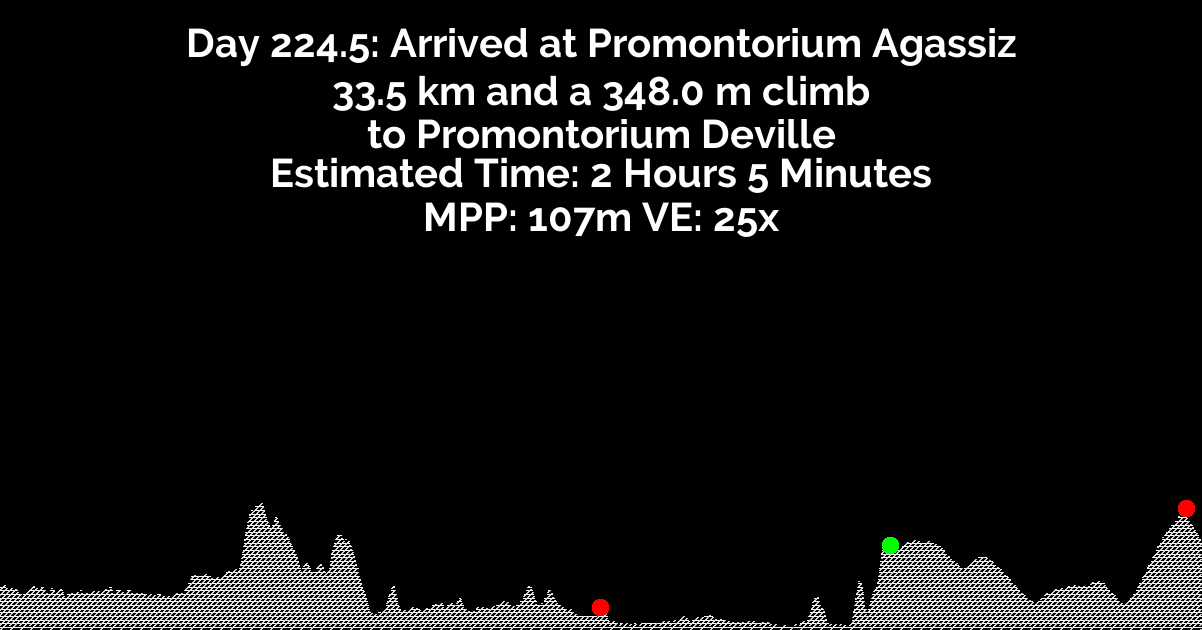 Day 224.5: Arrived at Promontorium Agassiz
33.5 km and a 348.0 m climb
to Promontorium Deville
Estimated Time: 2 Hours 5 Minutes
MPP: 107m VE: 25x